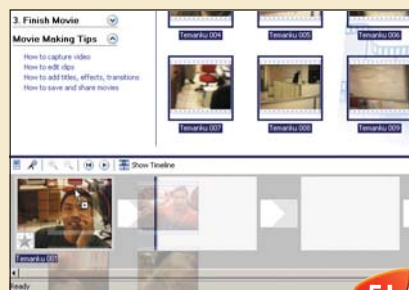 3. Finish Movie
Movie Making Tips
How to capture video
How to edit clips
How to add titles, effects, transitions
How to save and share movies
Temanku 004
Temanku 005
Temanku 006
Temanku 007
Temanku 008
Temanku 009
Show Timeline
Temanku 001
Ready